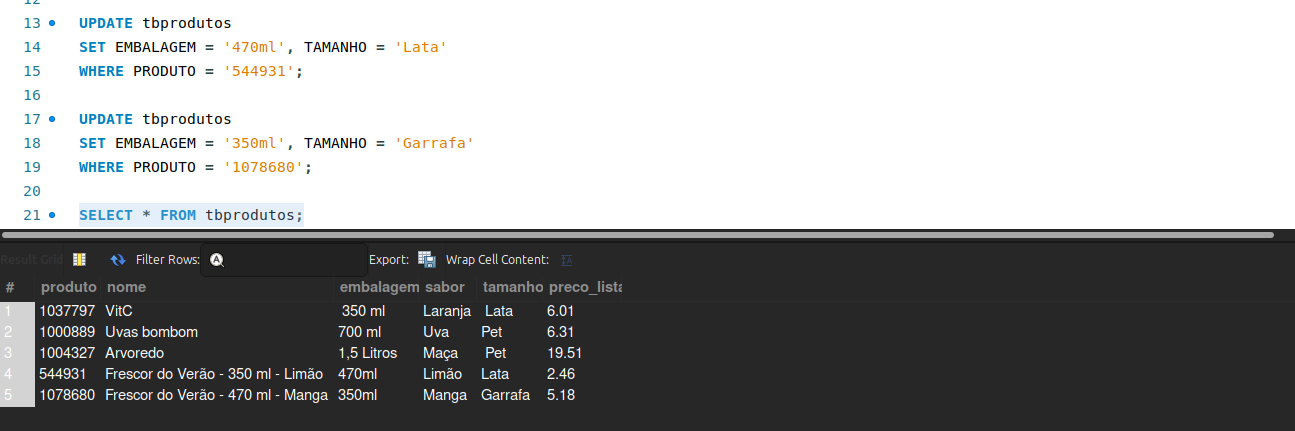 12
13 UPDATE tbprodutos
14 SET EMBALAGEM = '470ml', TAMANHO = 'Lata'
15 WHERE PRODUTO = '544931';
16
17 UPDATE tbprodutos
18 SET EMBALAGEM = '350ml', TAMANHO = 'Garrafa'
19 WHERE PRODUTO = '1078680';
20
21 SELECT * FROM tbprodutos;
Result Grid Filter Rows: Export: Wrap Cell Content:
# produto nome embalagem sabor tamanho preco_lista
1 1037797 VitC 350 ml Laranja Lata 6.01
2 1000889 Uvas bombom 700 ml Uva Pet 6.31
3 1004327 Arvoredo 1,5 Litros Maça Pet 19.51
4 544931 Frescor do Verão - 350 ml - Limão 470ml Limão Lata 2.46
5 1078680 Frescor do Verão - 470 ml - Manga 350ml Manga Garrafa 5.18